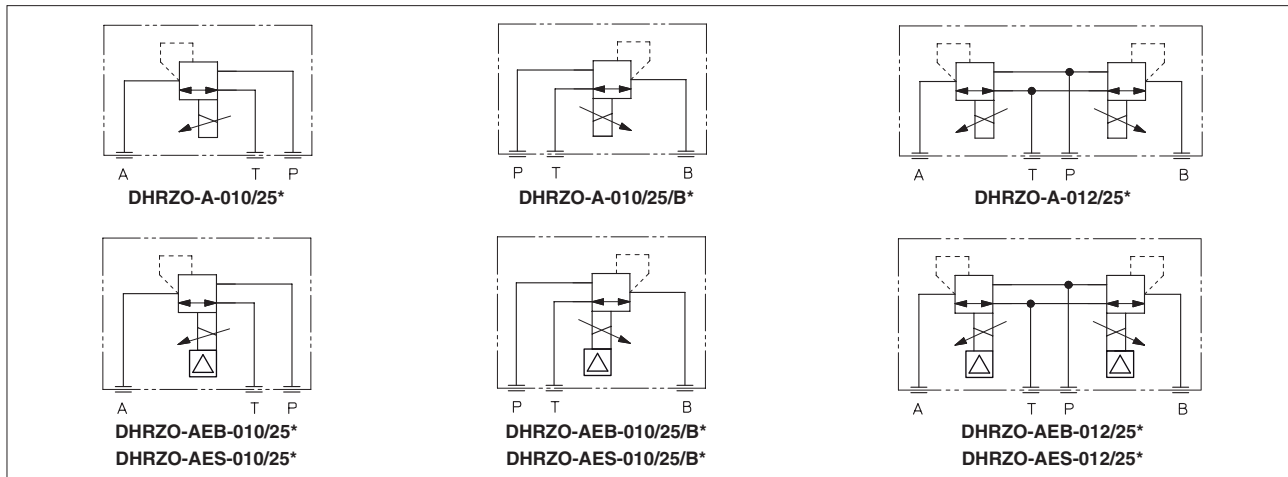 A T P
P T B
A T P B
DHRZO-A-010/25*
DHRZO-A-010/25/B*
DHRZO-A-012/25*
A T P
P T B
A T P B
DHRZO-AEB-010/25*
DHRZO-AEB-010/25/B*
DHRZO-AEB-012/25*
DHRZO-AES-010/25*
DHRZO-AES-010/25/B*
DHRZO-AES-012/25*